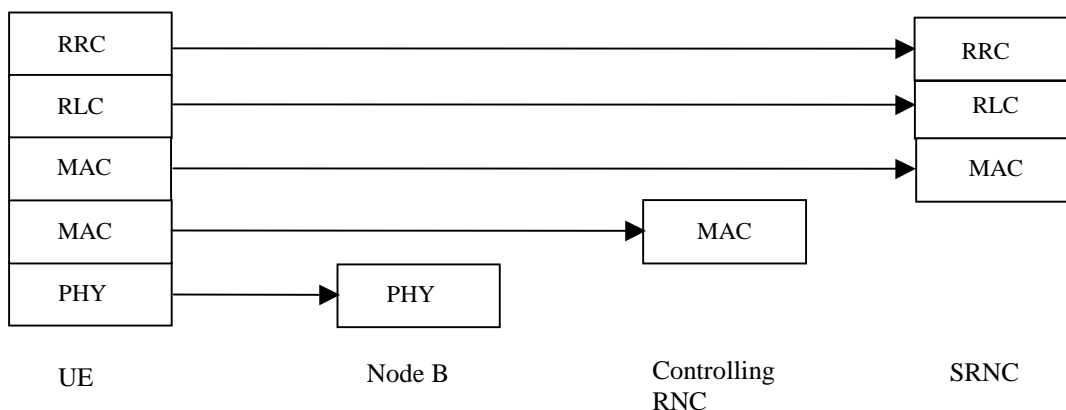 RRC
RRC
RLC
RLC
MAC
MAC
MAC
MAC
PHY
PHY
UE
Node B
Controlling
RNC
SRNC